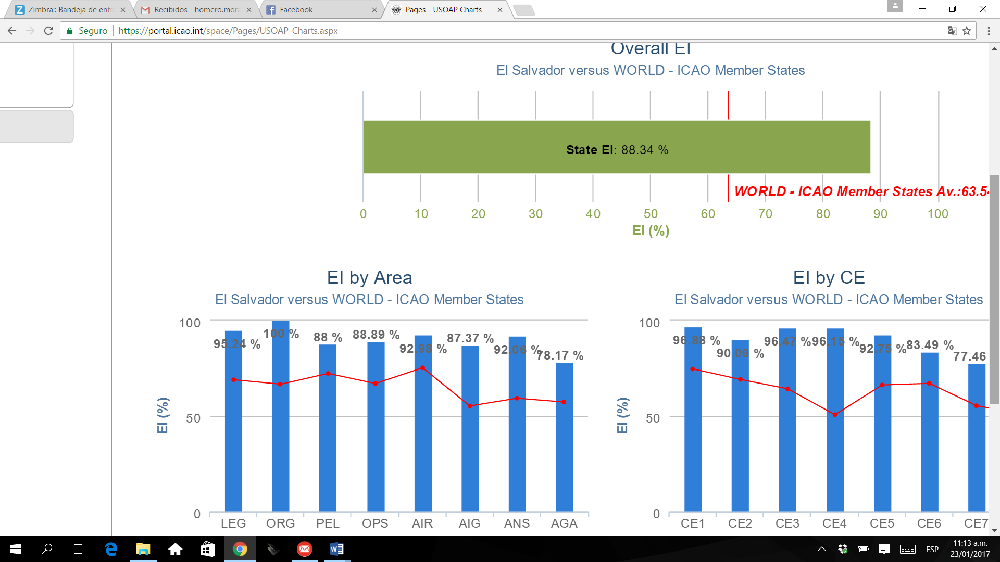 Zimbra:: Bandeja de entr
Recibidos - homero.mora
Facebook
Pages - USOAP Charts
Seguro
https://portal.icao.int/space/Pages/USOAP-Charts.aspx
Overall EI
El Salvador versus WORLD - ICAO Member States
State EI: 88.34 %
WORLD - ICAO Member States Av.:63.54
0 10 20 30 40 50 60 70 80 90 100
EI (%)
EI by Area
El Salvador versus WORLD - ICAO Member States
100
50
0
EI (%)
95.24 % 100 % 88 % 88.89 % 92.98 % 87.37 % 92.06 % 78.17 %
LEG ORG PEL OPS AIR AIG ANS AGA
EI by CE
El Salvador versus WORLD - ICAO Member States
100
50
0
EI (%)
96.88 % 90.09 % 96.47 % 96.15 % 92.75 % 83.49 % 77.46
CE1 CE2 CE3 CE4 CE5 CE6 CE7
ESP
11:13 a.m.
23/01/2017